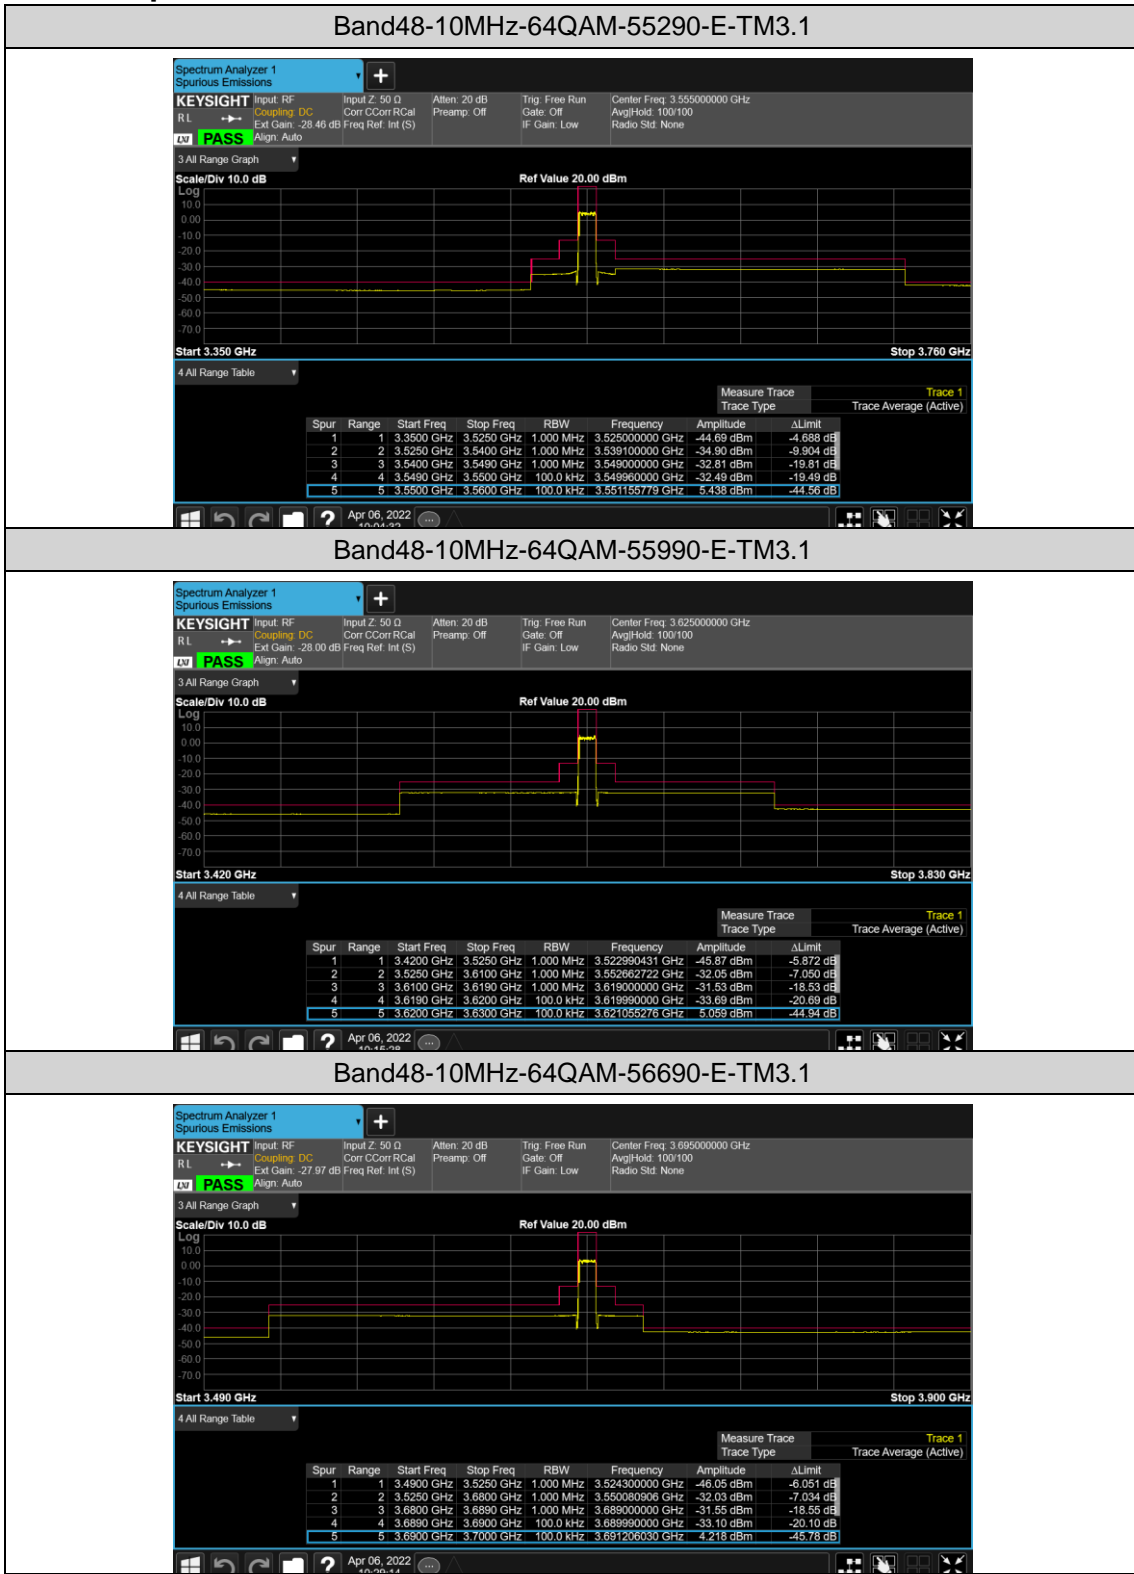 Band48-10MHz-64QAM-55290-E-TM3.1
Spectrum Analyzer 1
Spurious Emissions
KEYSIGHT Input: RF Input Z: 50 Ω Atten: 20 dB Trig: Free Run Center Freq: 3.555000000 GHz
RL Coupling: DC Corr CCorr RCal Preamp: Off Gate: Off Avg|Hold: 100/100
Ext Gain: -28.46 dB Freq Ref: Int (S) IF Gain: Low Radio Std: None
LXI PASS Align: Auto
3 All Range Graph
Scale/Div 10.0 dB Ref Value 20.00 dBm
Log
10.0
0.00
-10.0
-20.0
-30.0
-40.0
-50.0
-60.0
-70.0
Start 3.350 GHz Stop 3.760 GHz
4 All Range Table
Measure Trace Trace 1
Trace Type Trace Average (Active)
Spur Range Start Freq Stop Freq RBW Frequency Amplitude ΔLimit
1 1 3.3500 GHz 3.5250 GHz 1.000 MHz 3.525000000 GHz -44.69 dBm -4.688 dB
2 2 3.5250 GHz 3.5400 GHz 1.000 MHz 3.539100000 GHz -34.90 dBm -9.904 dB
3 3 3.5400 GHz 3.5490 GHz 1.000 MHz 3.549000000 GHz -32.81 dBm -19.81 dB
4 4 3.5490 GHz 3.5500 GHz 100.0 kHz 3.549960000 GHz -32.49 dBm -19.49 dB
5 5 3.5500 GHz 3.5600 GHz 100.0 kHz 3.551155779 GHz 5.438 dBm -44.56 dB
Apr 06, 2022
Band48-10MHz-64QAM-55990-E-TM3.1
Spectrum Analyzer 1
Spurious Emissions
KEYSIGHT Input: RF Input Z: 50 Ω Atten: 20 dB Trig: Free Run Center Freq: 3.625000000 GHz
RL Coupling: DC Corr CCorr RCal Preamp: Off Gate: Off Avg|Hold: 100/100
Ext Gain: -28.00 dB Freq Ref: Int (S) IF Gain: Low Radio Std: None
LXI PASS Align: Auto
3 All Range Graph
Scale/Div 10.0 dB Ref Value 20.00 dBm
Log
10.0
0.00
-10.0
-20.0
-30.0
-40.0
-50.0
-60.0
-70.0
Start 3.420 GHz Stop 3.830 GHz
4 All Range Table
Measure Trace Trace 1
Trace Type Trace Average (Active)
Spur Range Start Freq Stop Freq RBW Frequency Amplitude ΔLimit
1 1 3.4200 GHz 3.5250 GHz 1.000 MHz 3.522990431 GHz -45.87 dBm -5.872 dB
2 2 3.5250 GHz 3.6100 GHz 1.000 MHz 3.552662722 GHz -32.05 dBm -7.050 dB
3 3 3.6100 GHz 3.6190 GHz 1.000 MHz 3.619000000 GHz -31.53 dBm -18.53 dB
4 4 3.6190 GHz 3.6200 GHz 100.0 kHz 3.619990000 GHz -33.69 dBm -20.69 dB
5 5 3.6200 GHz 3.6300 GHz 100.0 kHz 3.621055276 GHz 5.059 dBm -44.94 dB
Apr 06, 2022
Band48-10MHz-64QAM-56690-E-TM3.1
Spectrum Analyzer 1
Spurious Emissions
KEYSIGHT Input: RF Input Z: 50 Ω Atten: 20 dB Trig: Free Run Center Freq: 3.695000000 GHz
RL Coupling: DC Corr CCorr RCal Preamp: Off Gate: Off Avg|Hold: 100/100
Ext Gain: -27.97 dB Freq Ref: Int (S) IF Gain: Low Radio Std: None
LXI PASS Align: Auto
3 All Range Graph
Scale/Div 10.0 dB Ref Value 20.00 dBm
Log
10.0
0.00
-10.0
-20.0
-30.0
-40.0
-50.0
-60.0
-70.0
Start 3.490 GHz Stop 3.900 GHz
4 All Range Table
Measure Trace Trace 1
Trace Type Trace Average (Active)
Spur Range Start Freq Stop Freq RBW Frequency Amplitude ΔLimit
1 1 3.4900 GHz 3.5250 GHz 1.000 MHz 3.524300000 GHz -46.05 dBm -6.051 dB
2 2 3.5250 GHz 3.6800 GHz 1.000 MHz 3.550080906 GHz -32.03 dBm -7.034 dB
3 3 3.6800 GHz 3.6890 GHz 1.000 MHz 3.689000000 GHz -31.55 dBm -18.55 dB
4 4 3.6890 GHz 3.6900 GHz 100.0 kHz 3.689990000 GHz -33.10 dBm -20.10 dB
5 5 3.6900 GHz 3.7000 GHz 100.0 kHz 3.691206030 GHz 4.218 dBm -45.78 dB
Apr 06, 2022